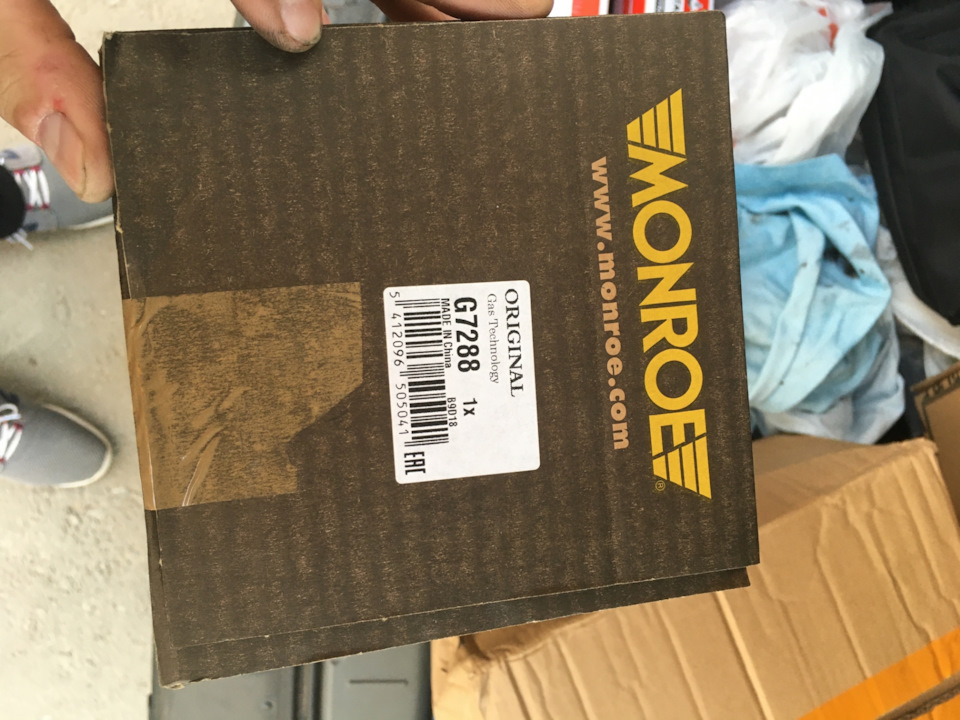 MONROE®
www.monroe.com
ORIGINAL
Gas Technology
G7288 1x
MADE IN China B9018
5 412096 505041 EAC